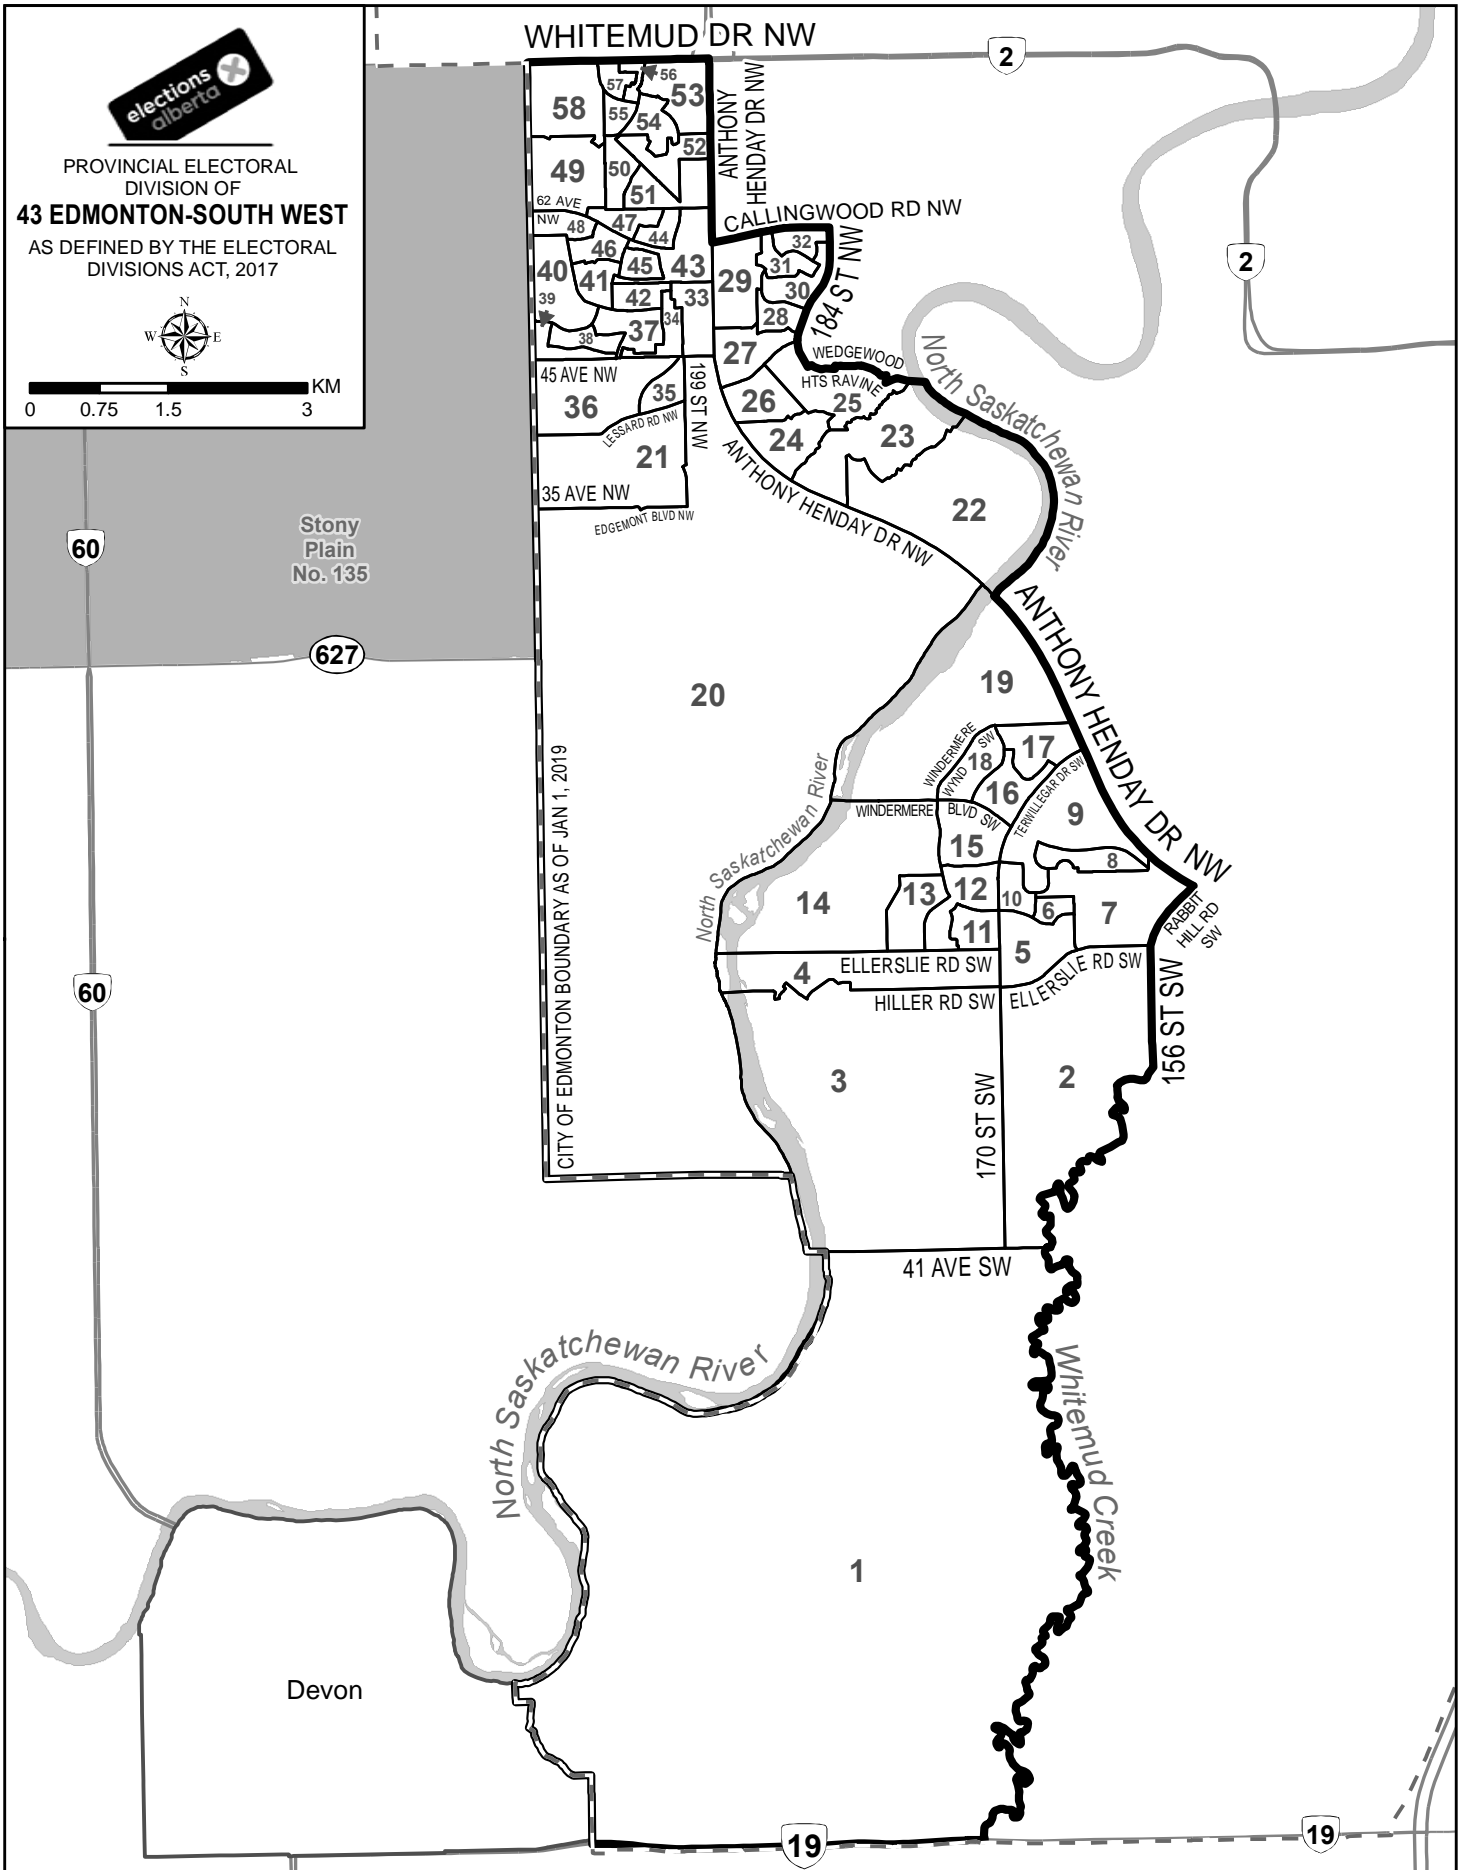 elections
alberta
PROVINCIAL ELECTORAL
DIVISION OF
43 EDMONTON-SOUTH WEST
AS DEFINED BY THE ELECTORAL
DIVISIONS ACT, 2017
N
W E
S
KM
0 0.75 1.5 3
WHITEMUD DR NW
2
ANTHONY
HENDAY DR NW
58
57
56
53
55
54
52
49
50
51
62 AVE
NW
48
47
44
46
45
43
40
41
42
33
39
38
37
34
CALLINGWOOD RD NW
32
31
29
30
28
184 ST NW
2
27
WEDGEWOOD
HTS RAVINE
45 AVE NW
36
35
LESSARD RD NW
199 ST NW
26
25
24
23
21
35 AVE NW
EDGEMONT BLVD NW
ANTHONY HENDAY DR NW
22
North Saskatchewan River
60
Stony
Plain
No. 135
627
20
19
ANTHONY HENDAY DR NW
WINDERMERE
WYND SW
18
17
16
TERWILLEGAR DR SW
9
WINDERMERE BLVD SW
15
8
North Saskatchewan River
14
13
12
10
6
7
11
5
RABBIT
HILL RD
SW
4
ELLERSLIE RD SW
ELLERSLIE RD SW
HILLER RD SW
CITY OF EDMONTON BOUNDARY AS OF JAN 1, 2019
60
3
2
170 ST SW
156 ST SW
41 AVE SW
North Saskatchewan River
Whitemud Creek
1
Devon
19
19